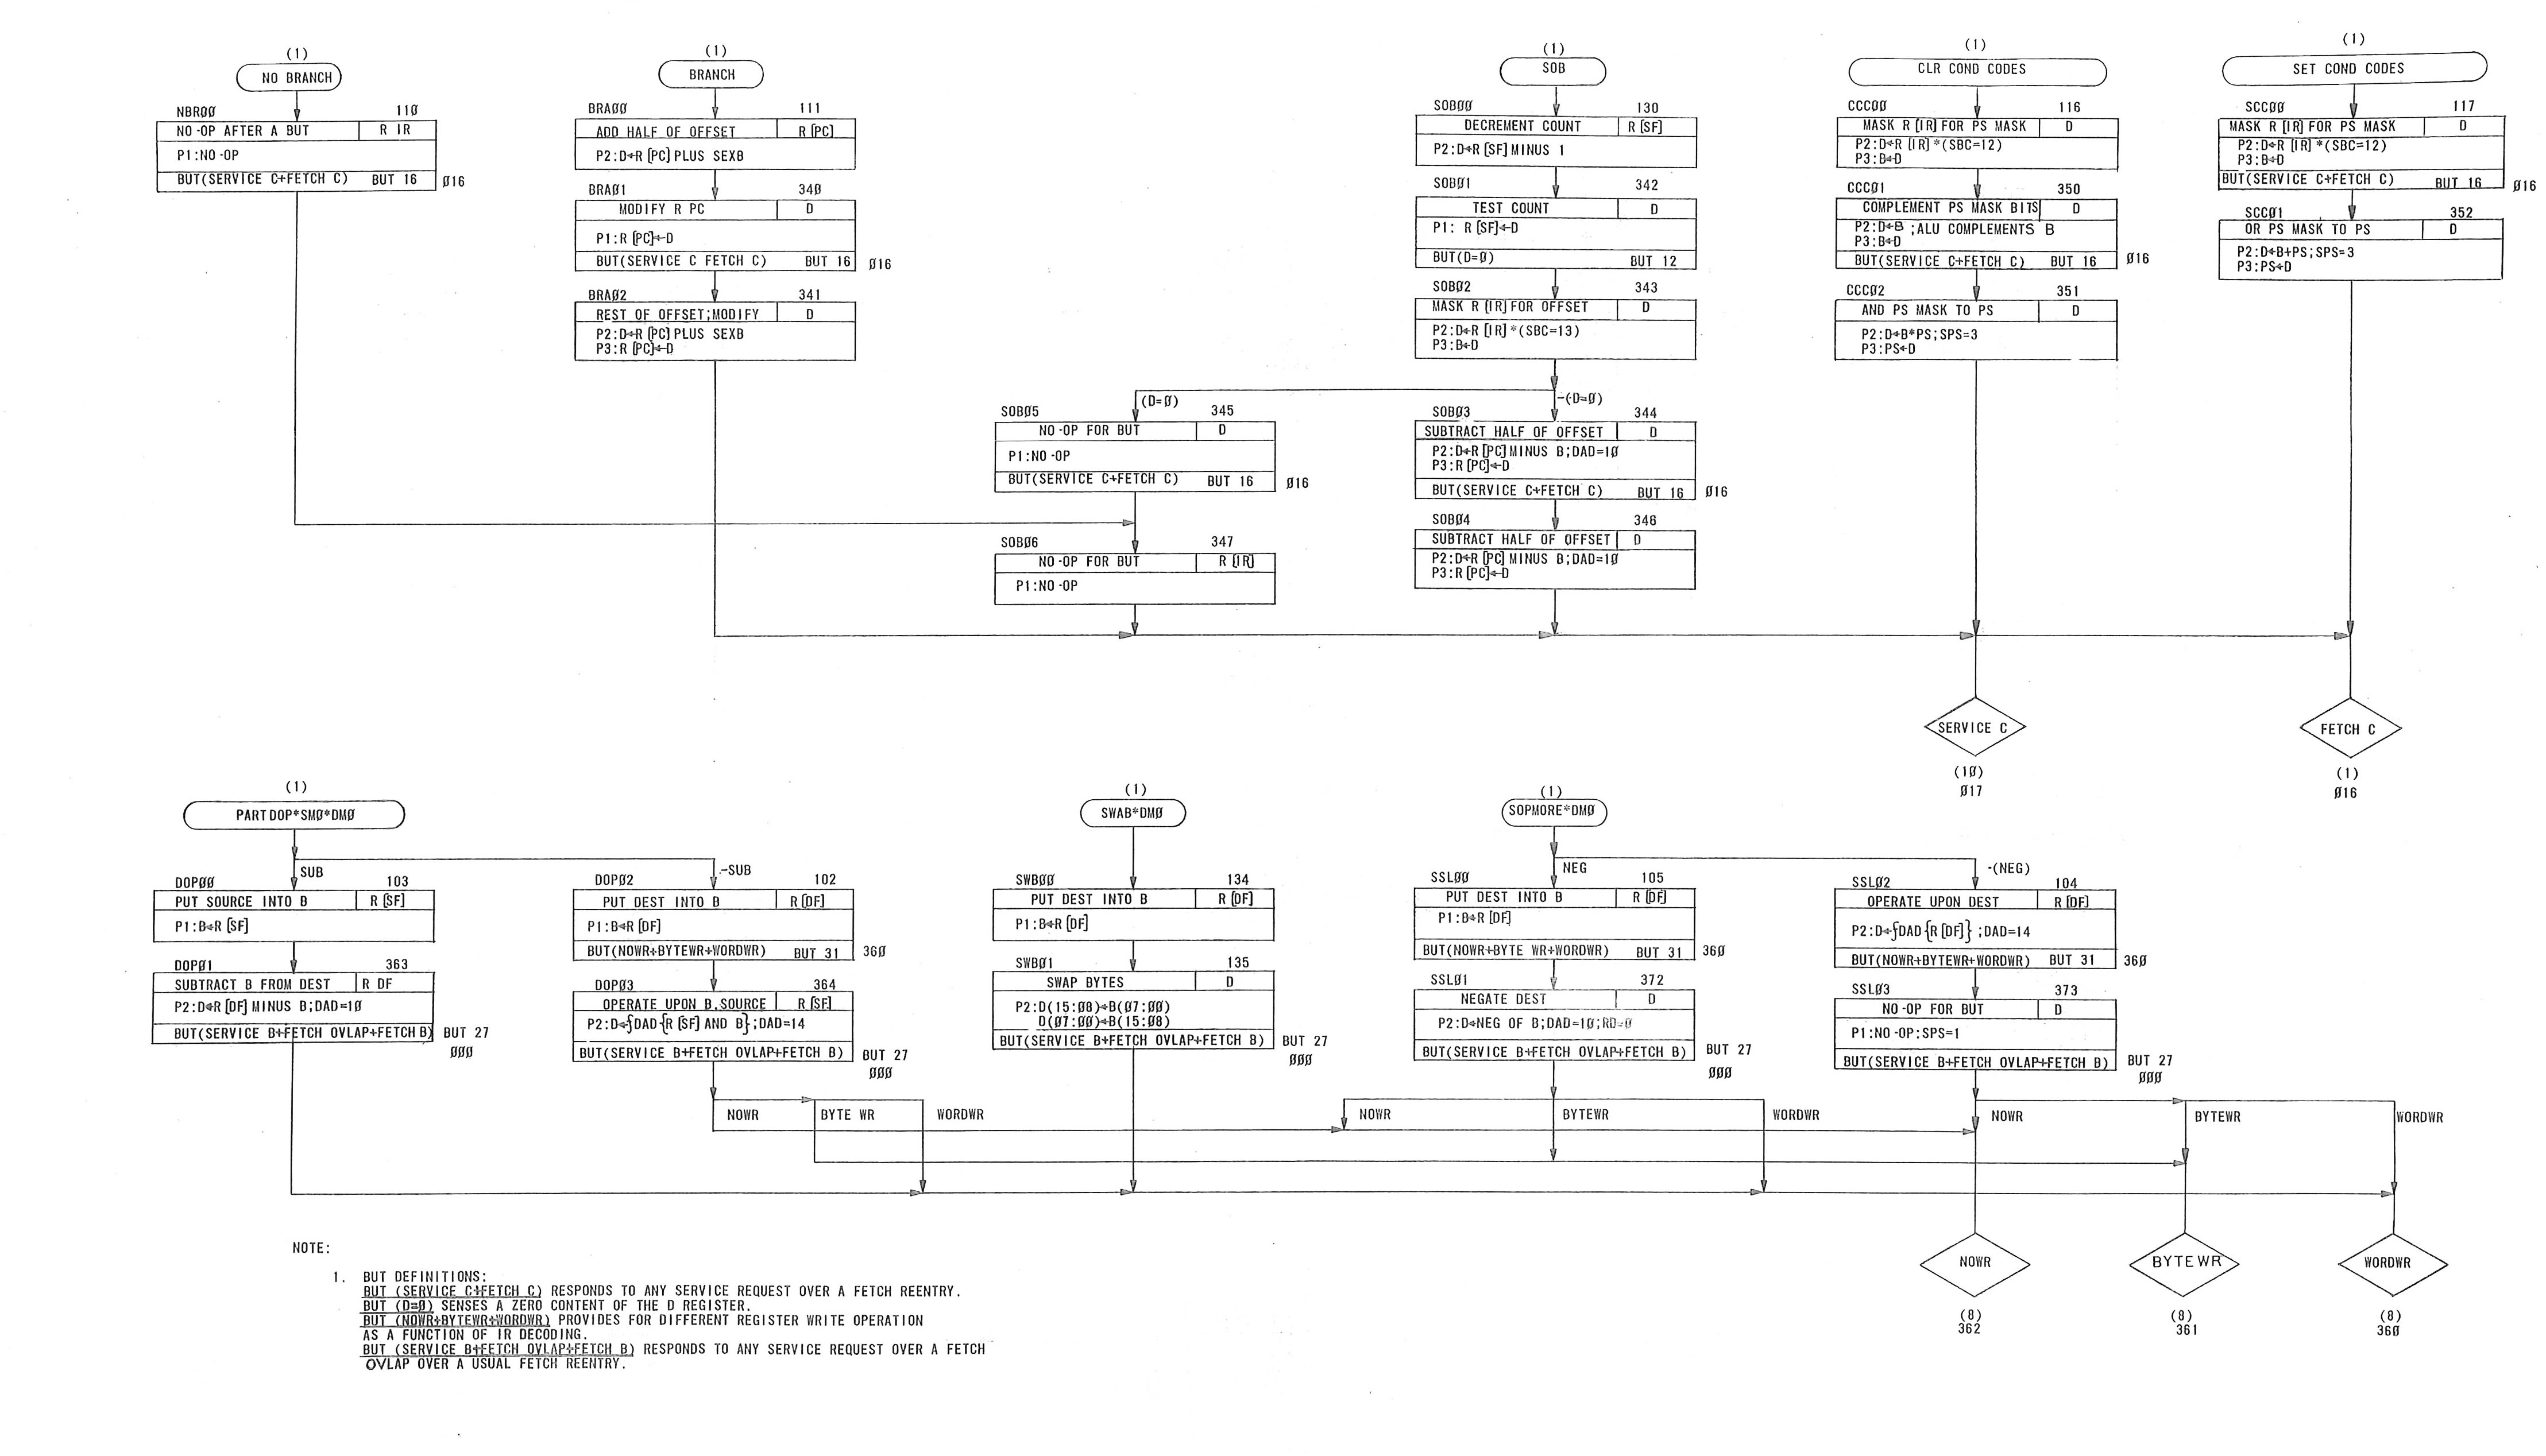 (1)
NO BRANCH
NBRØØ 11Ø
NO-OP AFTER A BUT R IR
P1:NO-OP
BUT(SERVICE C+FETCH C) BUT 16 Ø16
(1)
BRANCH
BRAØØ 111
ADD HALF OF OFFSET R [PC]
P2:D←R [PC] PLUS SEXB
BRAØ1 34Ø
MODIFY R PC D
P1:R [PC]←D
BUT(SERVICE C FETCH C) BUT 16 Ø16
BRAØ2 341
REST OF OFFSET;MODIFY D
P2:D←R [PC] PLUS SEXB
P3:R [PC]←D
(1)
SOB
SOBØØ 130
DECREMENT COUNT R [SF]
P2:D←R [SF] MINUS 1
SOBØ1 342
TEST COUNT D
P1: R [SF]←D
BUT(D=Ø) BUT 12
SOBØ2 343
MASK R [IR] FOR OFFSET D
P2:D←R [IR] *(SBC=13)
P3:B←D
(D=Ø)
-(D=Ø)
SOBØ5 345
NO-OP FOR BUT D
P1:NO-OP
BUT(SERVICE C+FETCH C) BUT 16 Ø16
SOBØ6 347
NO-OP FOR BUT R [IR]
P1:NO-OP
SOBØ3 344
SUBTRACT HALF OF OFFSET D
P2:D←R [PC] MINUS B;DAD=1Ø
P3:R [PC]←D
BUT(SERVICE C+FETCH C) BUT 16 Ø16
SOBØ4 346
SUBTRACT HALF OF OFFSET D
P2:D←R [PC] MINUS B;DAD=1Ø
P3:R [PC]←D
(1)
CLR COND CODES
CCCØØ 116
MASK R [IR] FOR PS MASK D
P2:D←R [IR] *(SBC=12)
P3:B←D
CCCØ1 350
COMPLEMENT PS MASK BITS D
P2:D←B ;ALU COMPLEMENTS B
P3:B←D
BUT(SERVICE C+FETCH C) BUT 16 Ø16
CCCØ2 351
AND PS MASK TO PS D
P2:D←B*PS;SPS=3
P3:PS←D
(1)
SET COND CODES
SCCØØ 117
MASK R [IR] FOR PS MASK D
P2:D←R [IR] *(SBC=12)
P3:B←D
BUT(SERVICE C+FETCH C) BUT 16 Ø16
SCCØ1 352
OR PS MASK TO PS D
P2:D←B+PS;SPS=3
P3:PS←D
SERVICE C
(1Ø)
Ø17
FETCH C
(1)
Ø16
(1)
PARTDOP*SMØ*DMØ
SUB
-SUB
DOPØØ 103
PUT SOURCE INTO B R [SF]
P1:B←R [SF]
DOPØ1 363
SUBTRACT B FROM DEST R DF
P2:D←R [DF] MINUS B;DAD=1Ø
BUT(SERVICE B+FETCH OVLAP+FETCH B) BUT 27
ØØØ
DOPØ2 102
PUT DEST INTO B R [DF]
P1:B←R [DF]
BUT(NOWR+BYTEWR+WORDWR) BUT 31 36Ø
DOPØ3 364
OPERATE UPON B,SOURCE R [SF]
P2:D←∫DAD{R [SF] AND B};DAD=14
BUT(SERVICE B+FETCH OVLAP+FETCH B) BUT 27
ØØØ
NOWR BYTE WR WORDWR
(1)
SWAB*DMØ
SWBØØ 134
PUT DEST INTO B R [DF]
P1:B←R [DF]
SWBØ1 135
SWAP BYTES D
P2:D(15:Ø8)←B(Ø7:ØØ)
D(Ø7:ØØ)←B(15:Ø8)
BUT(SERVICE B+FETCH OVLAP+FETCH B) BUT 27
ØØØ
(1)
SOPMORE*DMØ
NEG
-(NEG)
SSLØØ 105
PUT DEST INTO B R [DF]
P1:B←R [DF]
BUT(NOWR+BYTE WR+WORDWR) BUT 31 36Ø
SSLØ1 372
NEGATE DEST D
P2:D←NEG OF B;DAD=1Ø;RD=Ø
BUT(SERVICE B+FETCH OVLAP+FETCH B) BUT 27
ØØØ
NOWR BYTEWR WORDWR
SSLØ2 104
OPERATE UPON DEST R [DF]
P2:D←∫DAD{R [DF]} ;DAD=14
BUT(NOWR+BYTEWR+WORDWR) BUT 31 36Ø
SSLØ3 373
NO-OP FOR BUT D
P1:NO-OP:SPS=1
BUT(SERVICE B+FETCH OVLAP+FETCH B) BUT 27
ØØØ
NOWR BYTEWR WORDWR
NOWR
(8)
362
BYTEWR
(8)
361
WORDWR
(8)
36Ø
NOTE:
1. BUT DEFINITIONS:
BUT (SERVICE C+FETCH C) RESPONDS TO ANY SERVICE REQUEST OVER A FETCH REENTRY.
BUT (D=Ø) SENSES A ZERO CONTENT OF THE D REGISTER.
BUT (NOWR+BYTEWR+WORDWR) PROVIDES FOR DIFFERENT REGISTER WRITE OPERATION
AS A FUNCTION OF IR DECODING.
BUT (SERVICE B+FETCH OVLAP+FETCH B) RESPONDS TO ANY SERVICE REQUEST OVER A FETCH
OVLAP OVER A USUAL FETCH REENTRY.